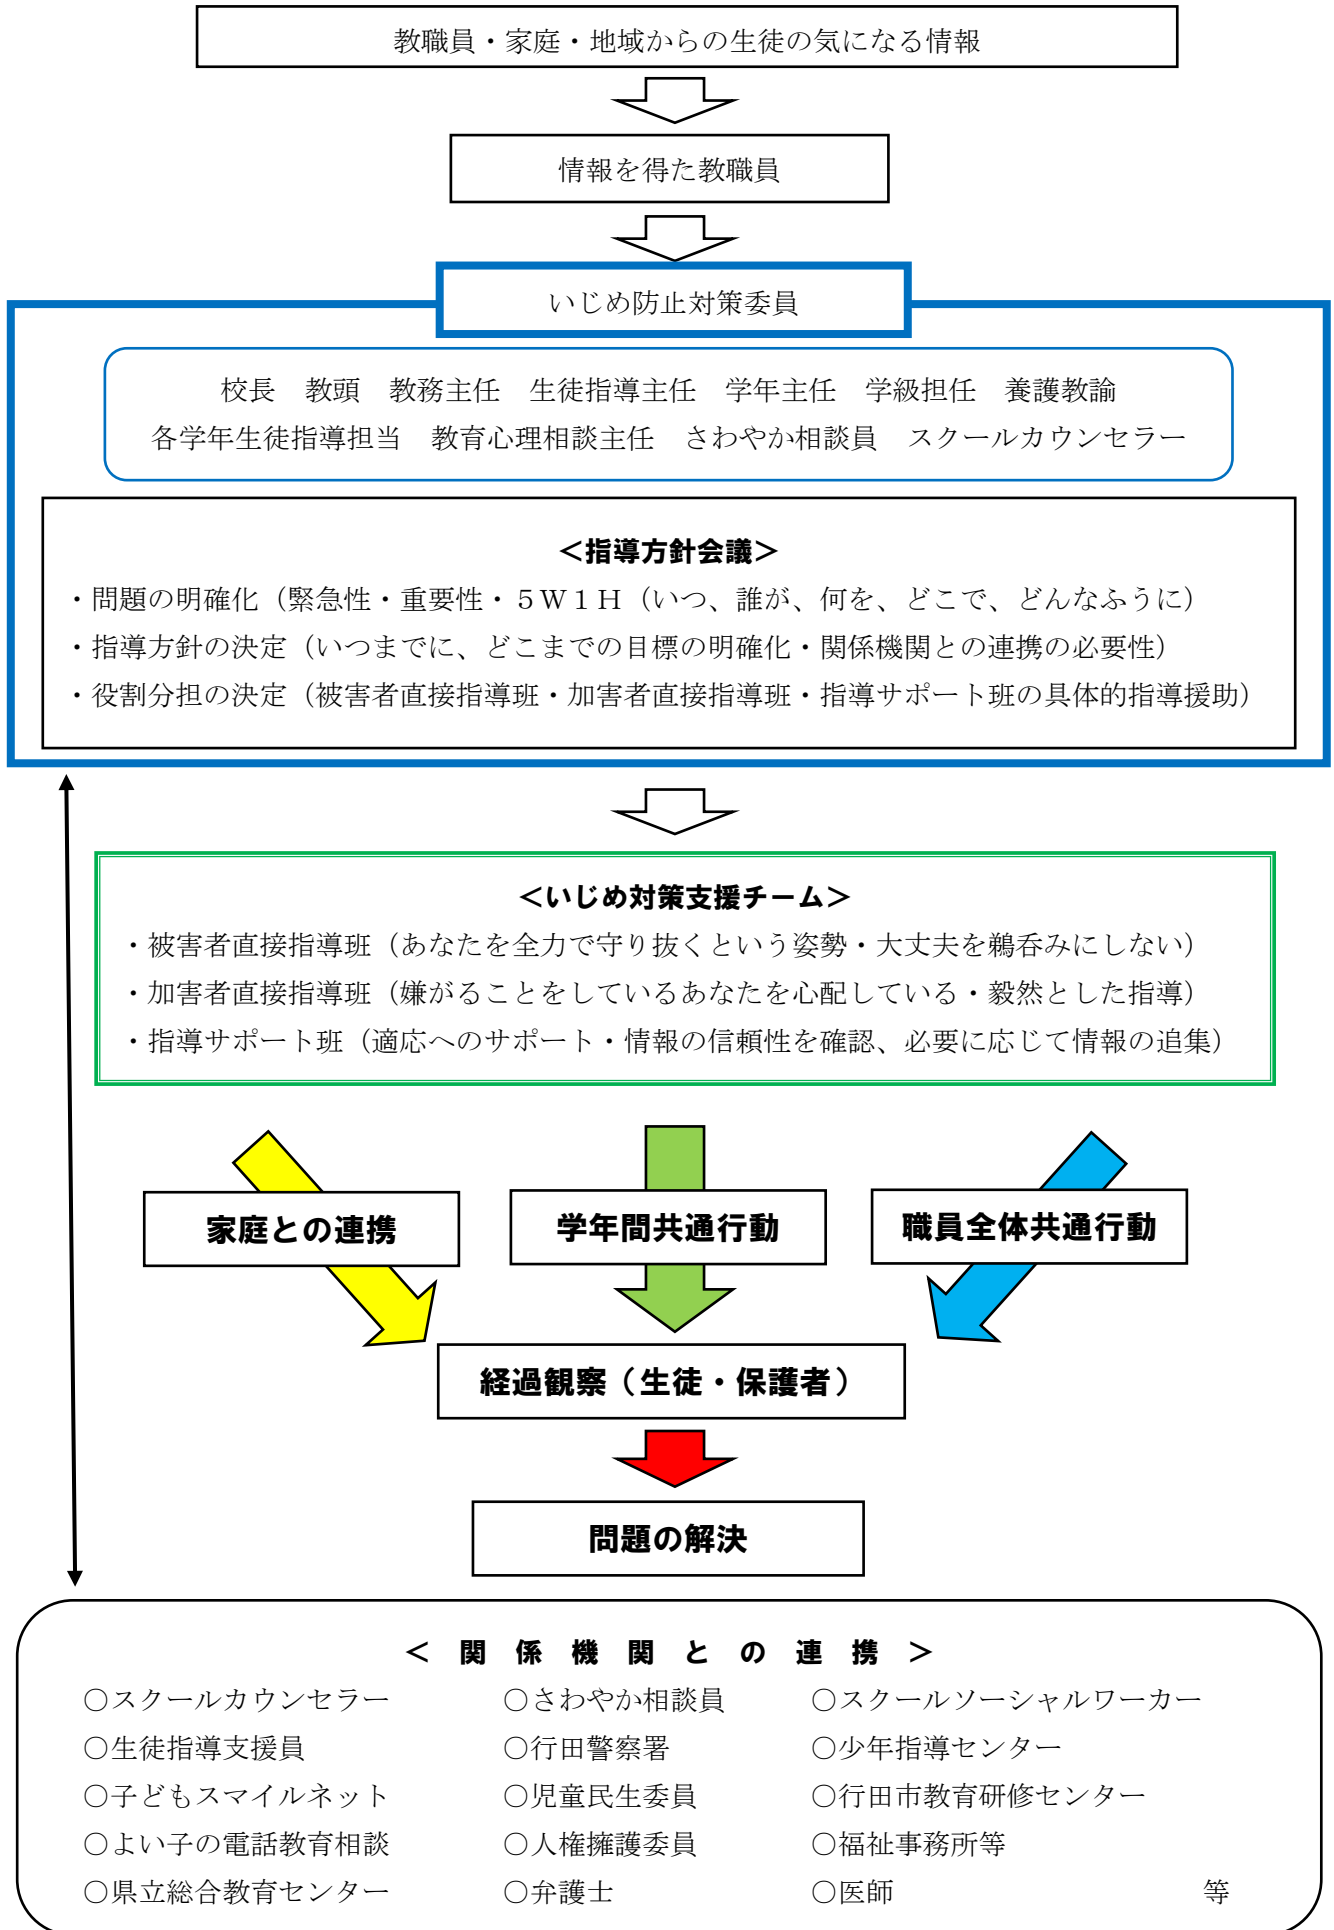 教職員・家庭・地域からの生徒の気になる情報
情報を得た教職員
いじめ防止対策委員
校長　教頭　教務主任　生徒指導主任　学年主任　学級担任　養護教諭
各学年生徒指導担当　教育心理相談主任　さわやか相談員　スクールカウンセラー
＜指導方針会議＞
・問題の明確化（緊急性・重要性・５Ｗ１Ｈ（いつ、誰が、何を、どこで、どんなふうに）
・指導方針の決定（いつまでに、どこまでの目標の明確化・関係機関との連携の必要性）
・役割分担の決定（被害者直接指導班・加害者直接指導班・指導サポート班の具体的指導援助）
＜いじめ対策支援チーム＞
・被害者直接指導班（あなたを全力で守り抜くという姿勢・大丈夫を鵜呑みにしない）
・加害者直接指導班（嫌がることをしているあなたを心配している・毅然とした指導）
・指導サポート班（適応へのサポート・情報の信頼性を確認、必要に応じて情報の追集）
家庭との連携
学年間共通行動
職員全体共通行動
経過観察（生徒・保護者）
問題の解決
＜　関　係　機　関　と　の　連　携　＞
○スクールカウンセラー　○さわやか相談員　○スクールソーシャルワーカー
○生徒指導支援員　○行田警察署　○少年指導センター
○子どもスマイルネット　○児童民生委員　○行田市教育研修センター
○よい子の電話教育相談　○人権擁護委員　○福祉事務所等
○県立総合教育センター　○弁護士　○医師　等